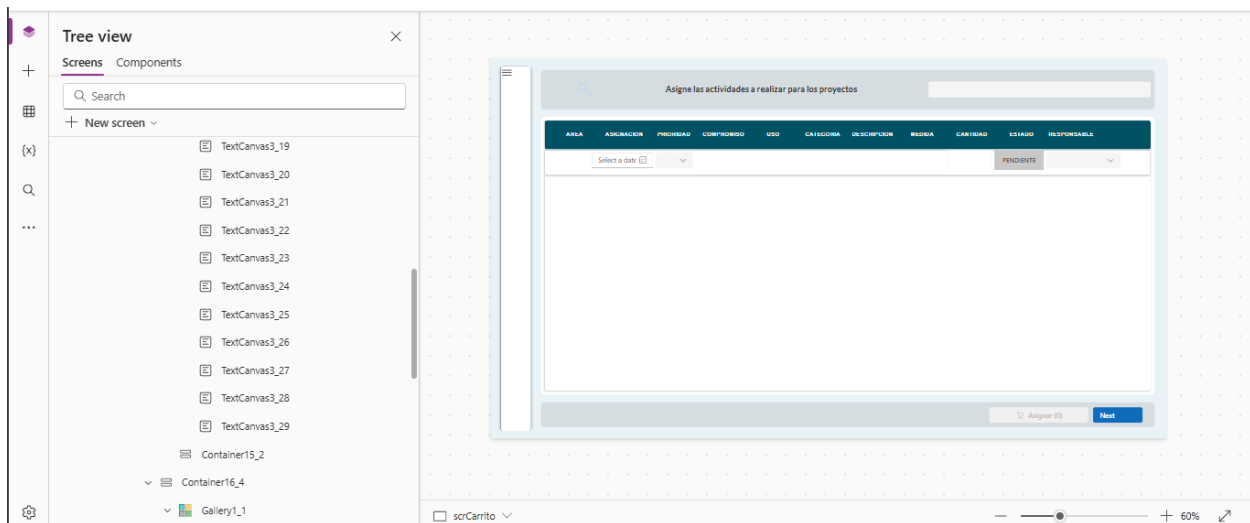 Tree view
Screens Components
Search
New screen
TextCanvas3_19
TextCanvas3_20
TextCanvas3_21
TextCanvas3_22
TextCanvas3_23
TextCanvas3_24
TextCanvas3_25
TextCanvas3_26
TextCanvas3_27
TextCanvas3_28
TextCanvas3_29
Container15_2
Container16_4
Gallery1_1
Asigne las actividades a realizar para los proyectos
AREA ASIGNACION PRIORIDAD COMPROMISO USO CATEGORIA DESCRIPCION MEDIDA CANTIDAD ESTADO RESPONSABLE
Select a date PENDIENTE
Asignar (0) Next
scrCarrito 60%